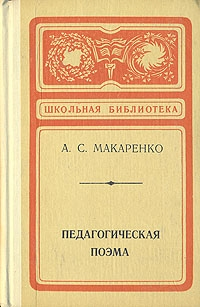 ШКОЛЬНАЯ БИБЛИОТЕКА
А. С. МАКАРЕНКО
ПЕДАГОГИЧЕСКАЯ
ПОЭМА